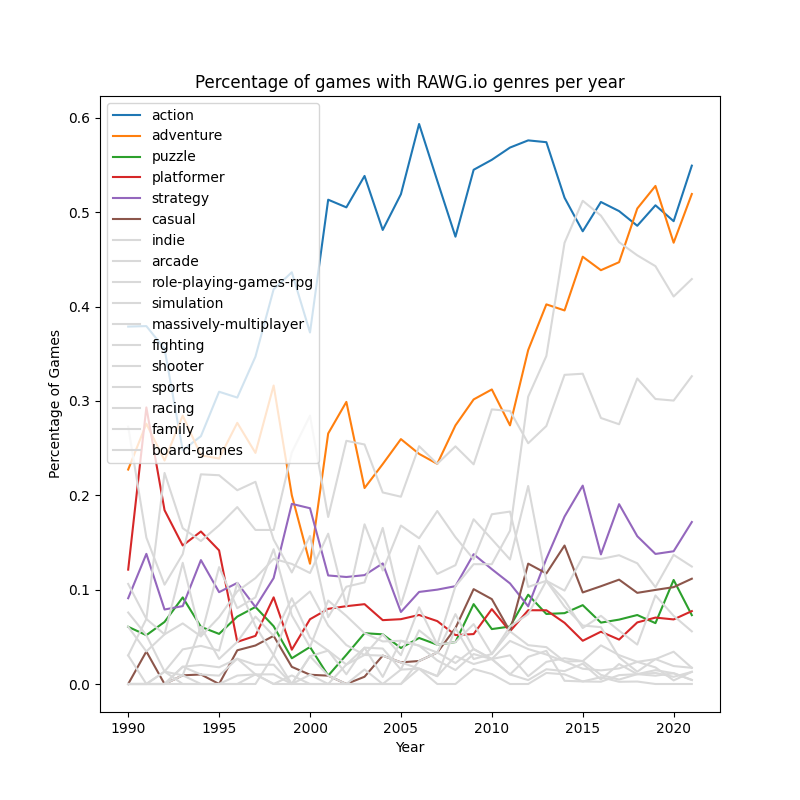 Percentage of games with RAWG.io genres per year
action
adventure
puzzle
platformer
strategy
casual
indie
arcade
role-playing-games-rpg
simulation
massively-multiplayer
fighting
shooter
sports
racing
family
board-games
0.6
0.5
0.4
0.3
0.2
0.1
0.0
Percentage of Games
1990
1995
2000
2005
2010
2015
2020
Year